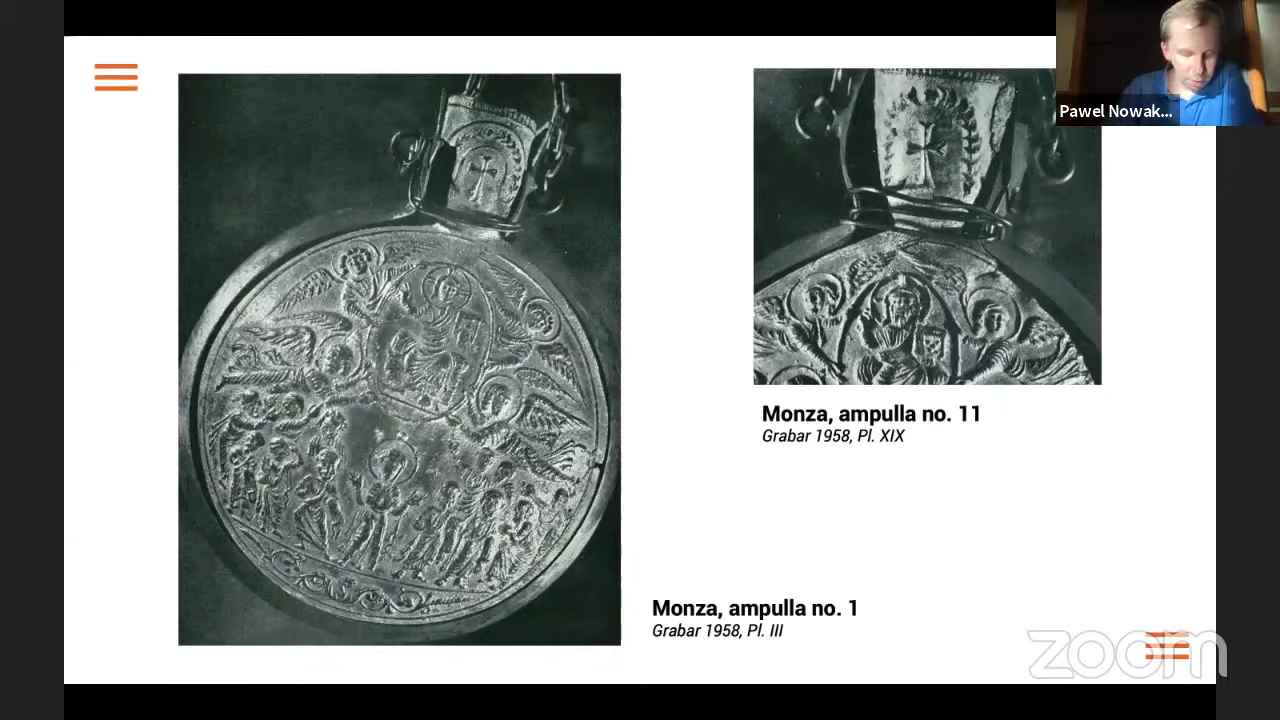 Pawel Nowak...
Monza, ampulla no. 11
Grabar 1958, Pl. XIX
Monza, ampulla no. 1
Grabar 1958, Pl. III
zoom